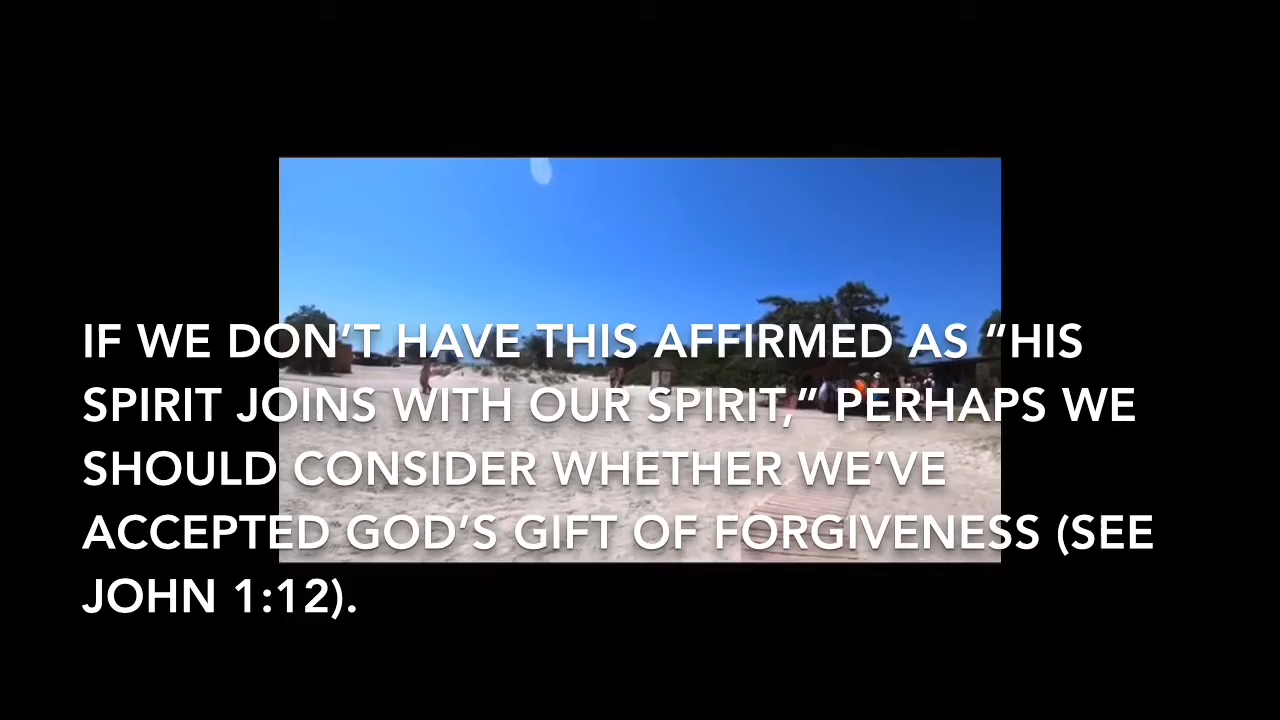 IF WE DON’T HAVE THIS AFFIRMED AS “HIS
SPIRIT JOINS WITH OUR SPIRIT,” PERHAPS WE
SHOULD CONSIDER WHETHER WE’VE
ACCEPTED GOD’S GIFT OF FORGIVENESS (SEE
JOHN 1:12).